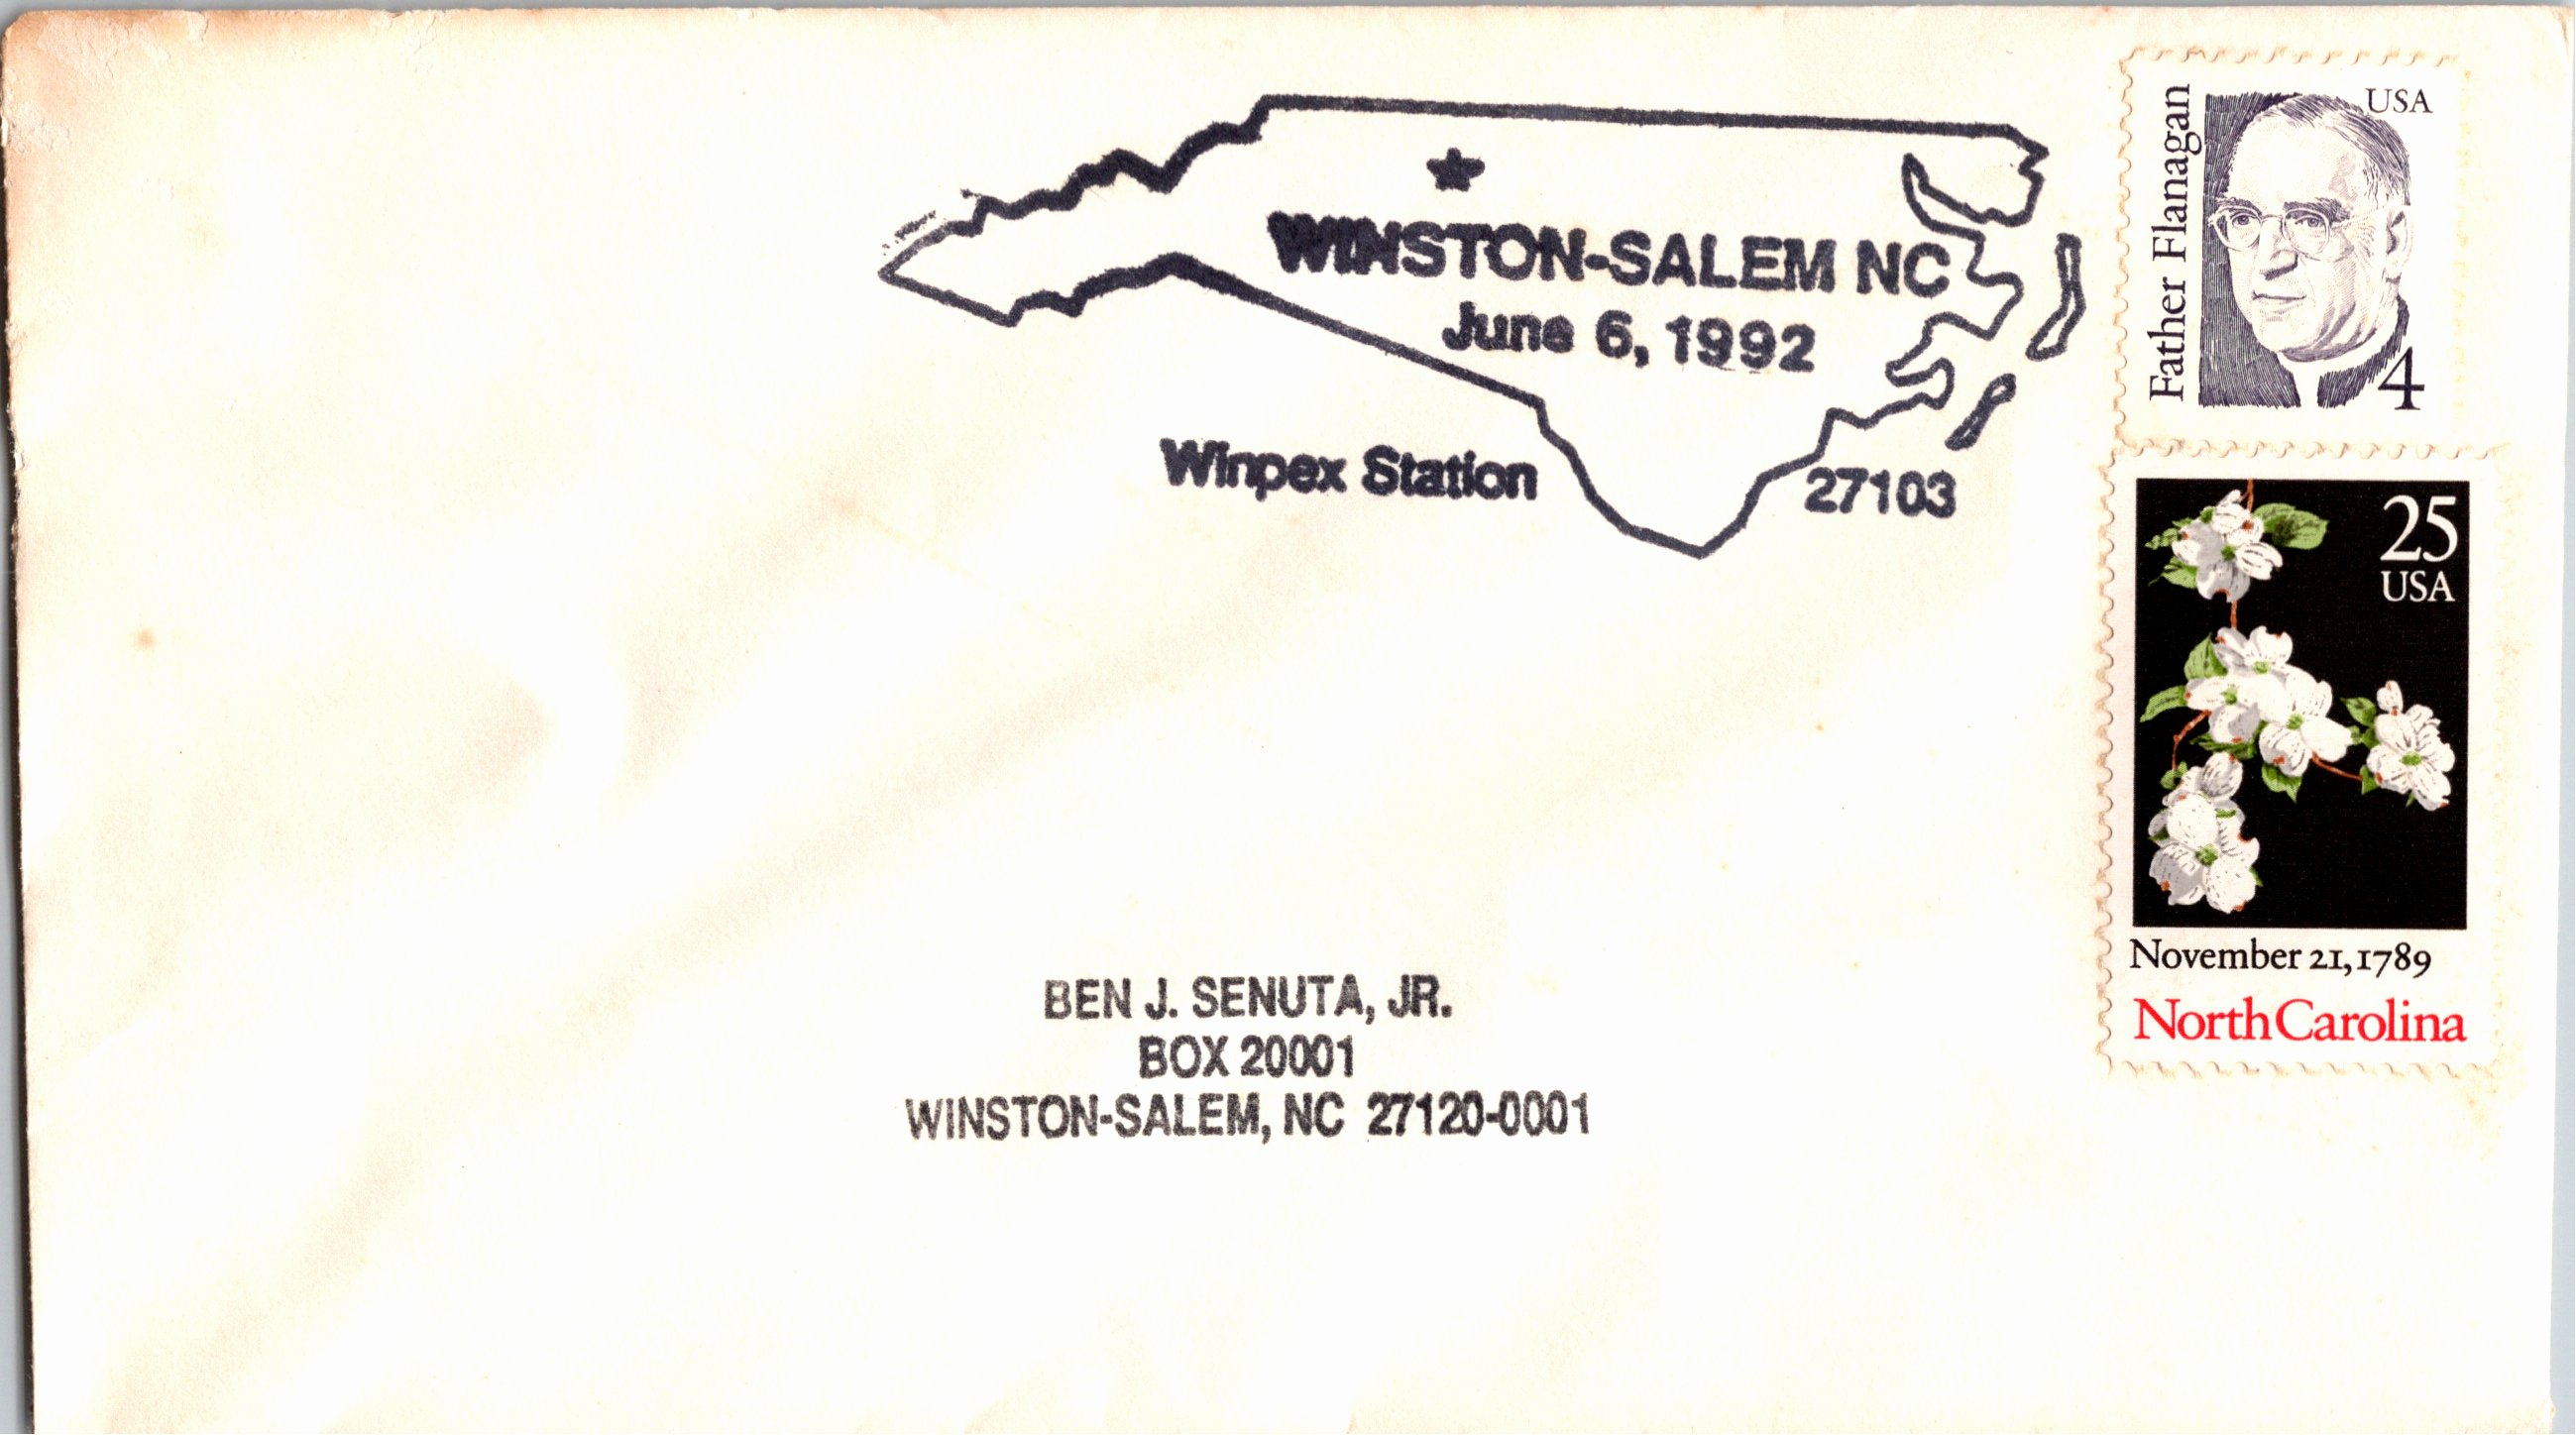 WINSTON-SALEM NC
June 6, 1992
Winpex Station
27103
Father Flanagan
USA
4
25
USA
November 21, 1789
North Carolina
BEN J. SENUTA, JR.
BOX 20001
WINSTON-SALEM, NC 27120-0001